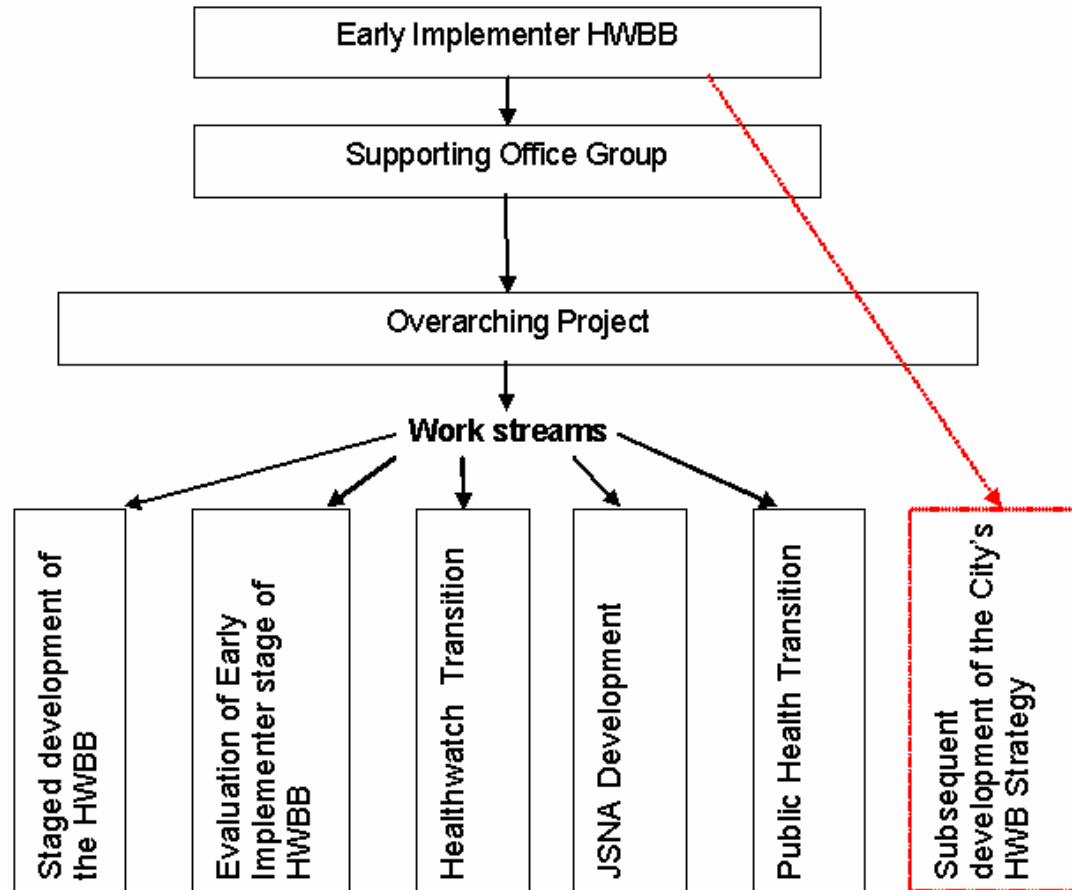 Early Implementer HWBB
Supporting Office Group
Overarching Project
Work streams
Staged development of
the HWBB
Evaluation of Early
Implementer stage of
HWBB
Healthwatch Transition
JSNA Development
Public Health Transition
Subsequent
development of the City's
HWB Strategy